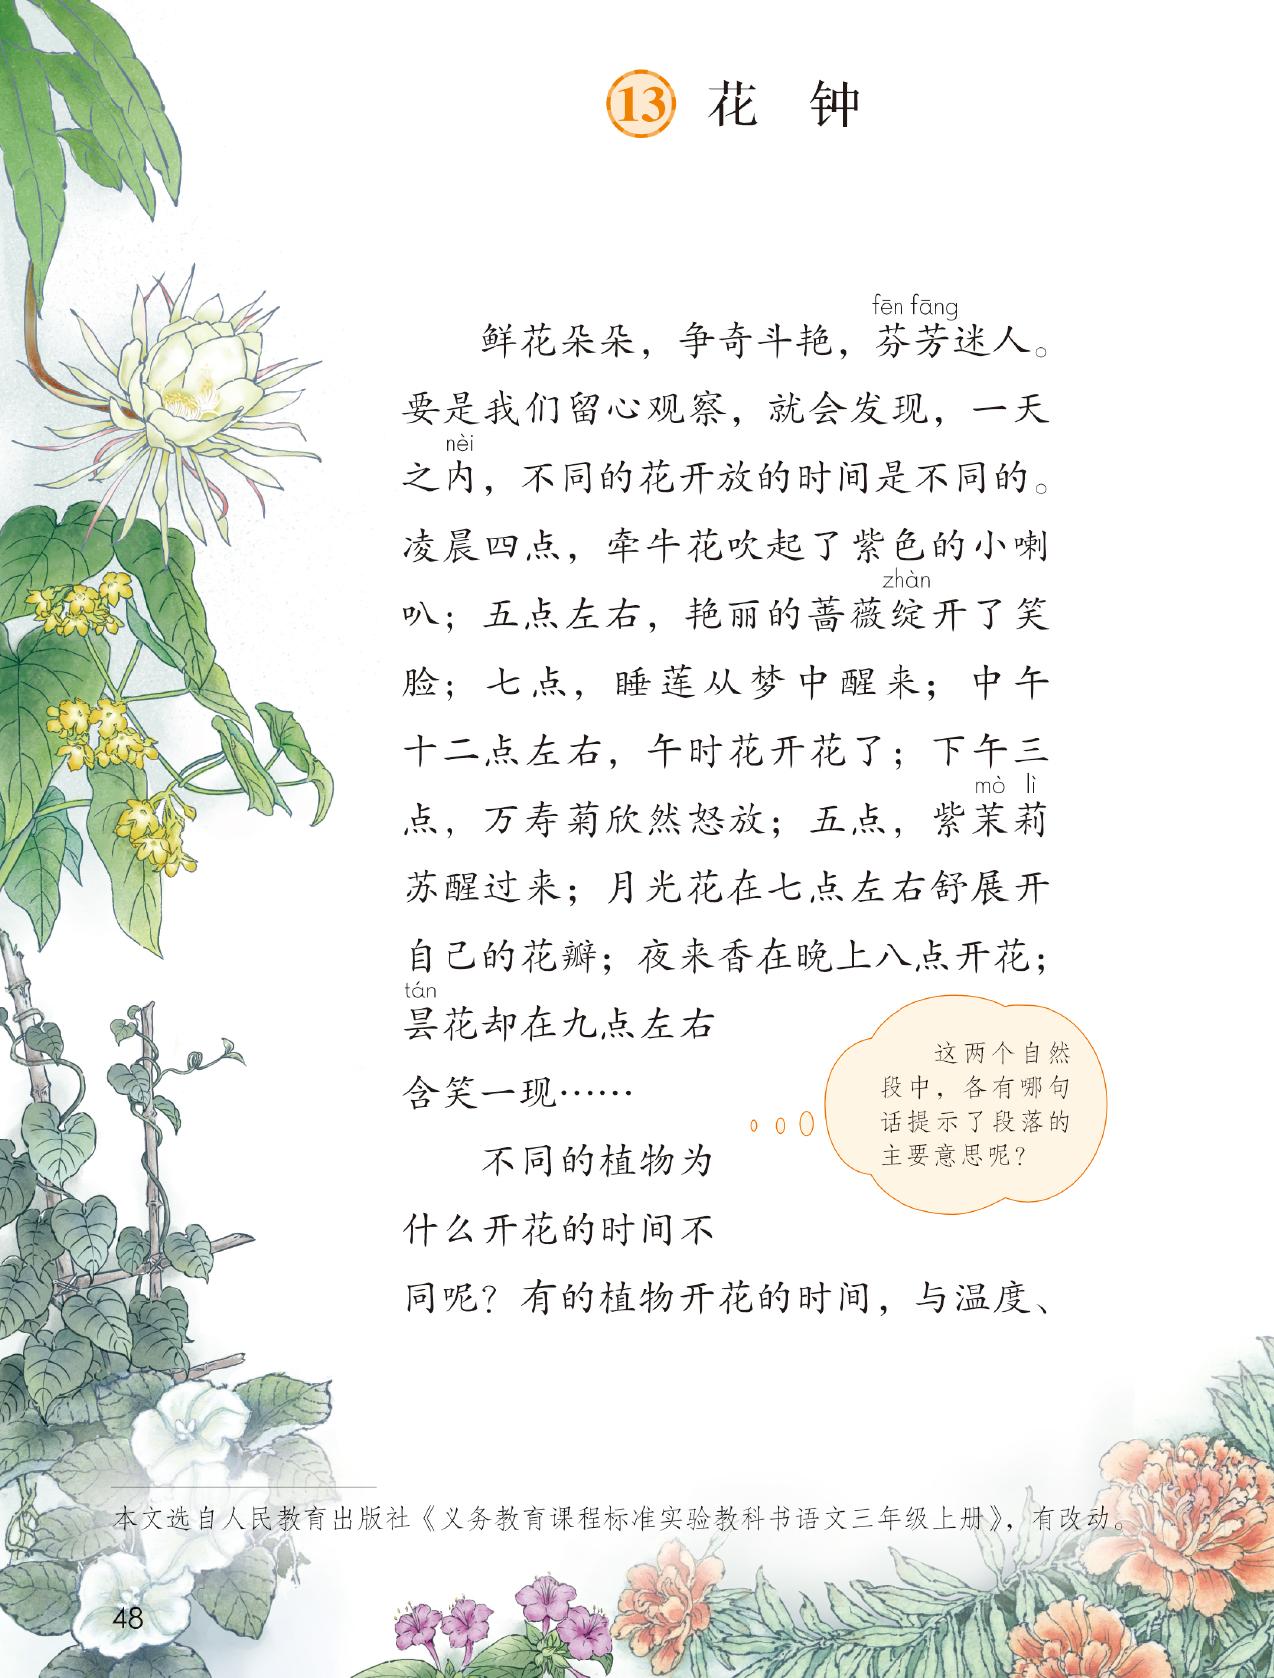 13 花 钟
fēn fāng
鲜花朵朵，争奇斗艳，芬芳迷人。
要是我们留心观察，就会发现，一天
nèi
之内，不同的花开放的时间是不同的。
凌晨四点，牵牛花吹起了紫色的小喇
zhàn
叭；五点左右，艳丽的蔷薇绽开了笑
脸；七点，睡莲从梦中醒来；中午
十二点左右，午时花开花了；下午三
mò lì
点，万寿菊欣然怒放；五点，紫茉莉
苏醒过来；月光花在七点左右舒展开
自己的花瓣；夜来香在晚上八点开花；
tán
昙花却在九点左右
含笑一现……
不同的植物为
什么开花的时间不
同呢？有的植物开花的时间，与温度、
这两个自然
段中，各有哪句
话提示了段落的
主要意思呢？
本文选自人民教育出版社《义务教育课程标准实验教科书语文三年级上册》，有改动。
48